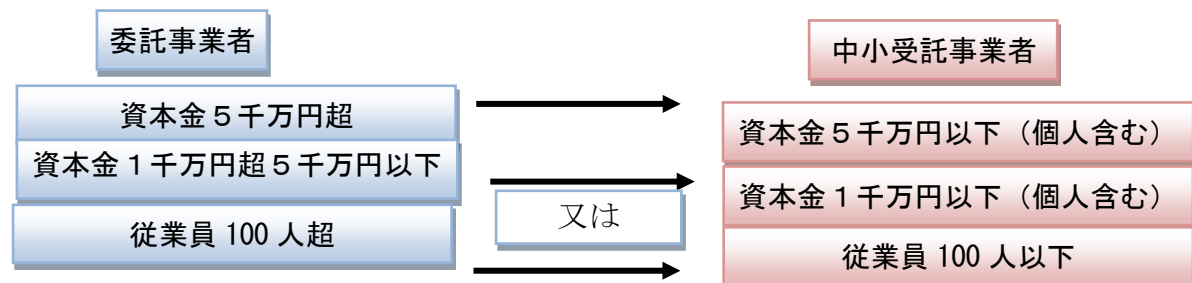 委託事業者
資本金５千万円超
資本金１千万円超５千万円以下
従業員 100 人超
又は
中小受託事業者
資本金５千万円以下（個人含む）
資本金１千万円以下（個人含む）
従業員 100 人以下